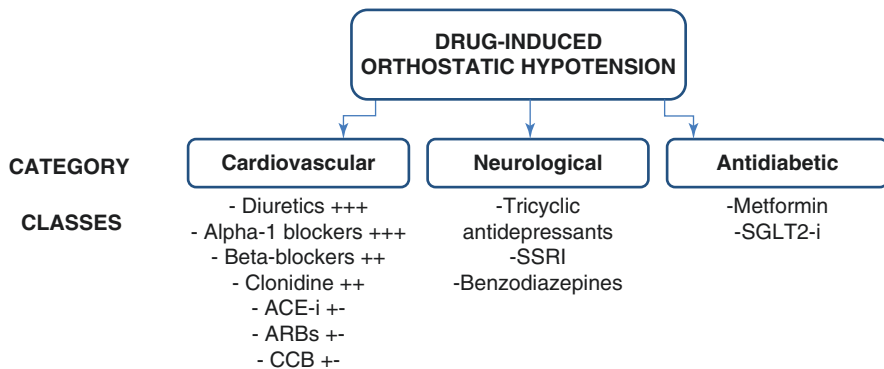 DRUG-INDUCED
ORTHOSTATIC HYPOTENSION
CATEGORY
Cardiovascular
Neurological
Antidiabetic
CLASSES
- Diuretics +++
- Alpha-1 blockers +++
- Beta-blockers ++
- Clonidine ++
- ACE-i +-
- ARBs +-
- CCB +-
-Tricyclic
antidepressants
-SSRI
-Benzodiazepines
-Metformin
-SGLT2-i